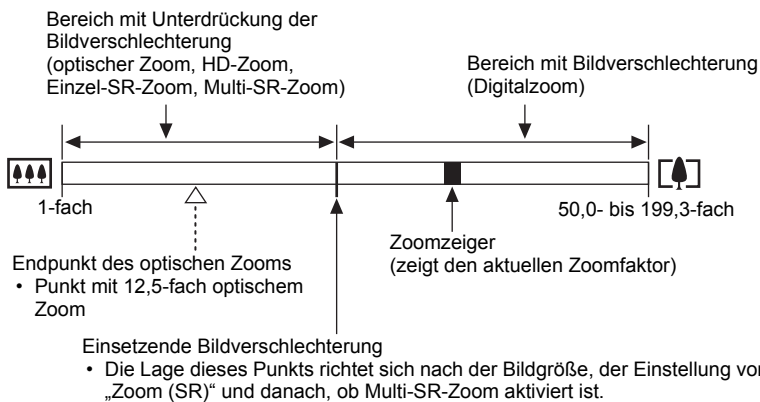 Bereich mit Unterdrückung der
Bildverschlechterung
(optischer Zoom, HD-Zoom,
Einzel-SR-Zoom, Multi-SR-Zoom)
Bereich mit Bildverschlechterung
(Digitalzoom)
1-fach
50,0- bis 199,3-fach
Zoomzeiger
(zeigt den aktuellen Zoomfaktor)
Endpunkt des optischen Zooms
• Punkt mit 12,5-fach optischem
Zoom
Einsetzende Bildverschlechterung
• Die Lage dieses Punkts richtet sich nach der Bildgröße, der Einstellung von
„Zoom (SR)“ und danach, ob Multi-SR-Zoom aktiviert ist.